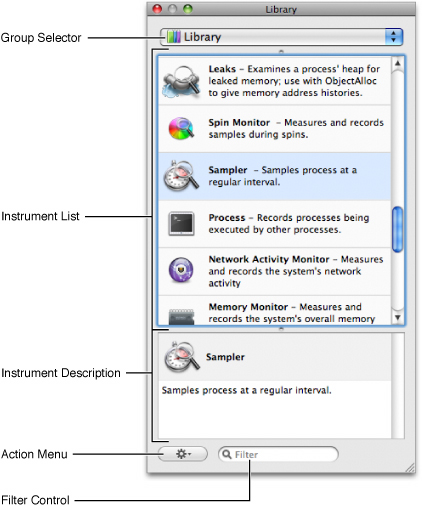 Library
Group Selector
Library
Leaks – Examines a process' heap for
leaked memory; use with ObjectAlloc
to give memory address histories.
Spin Monitor – Measures and records
samples during spins.
Sampler – Samples process at a
regular interval.
Instrument List
Process – Records processes being
executed by other processes.
Network Activity Monitor – Measures
and records the system's network
activity
Memory Monitor – Measures and
records the system's overall memory
Instrument Description
Sampler
Samples process at a regular interval.
Action Menu
Filter
Filter Control